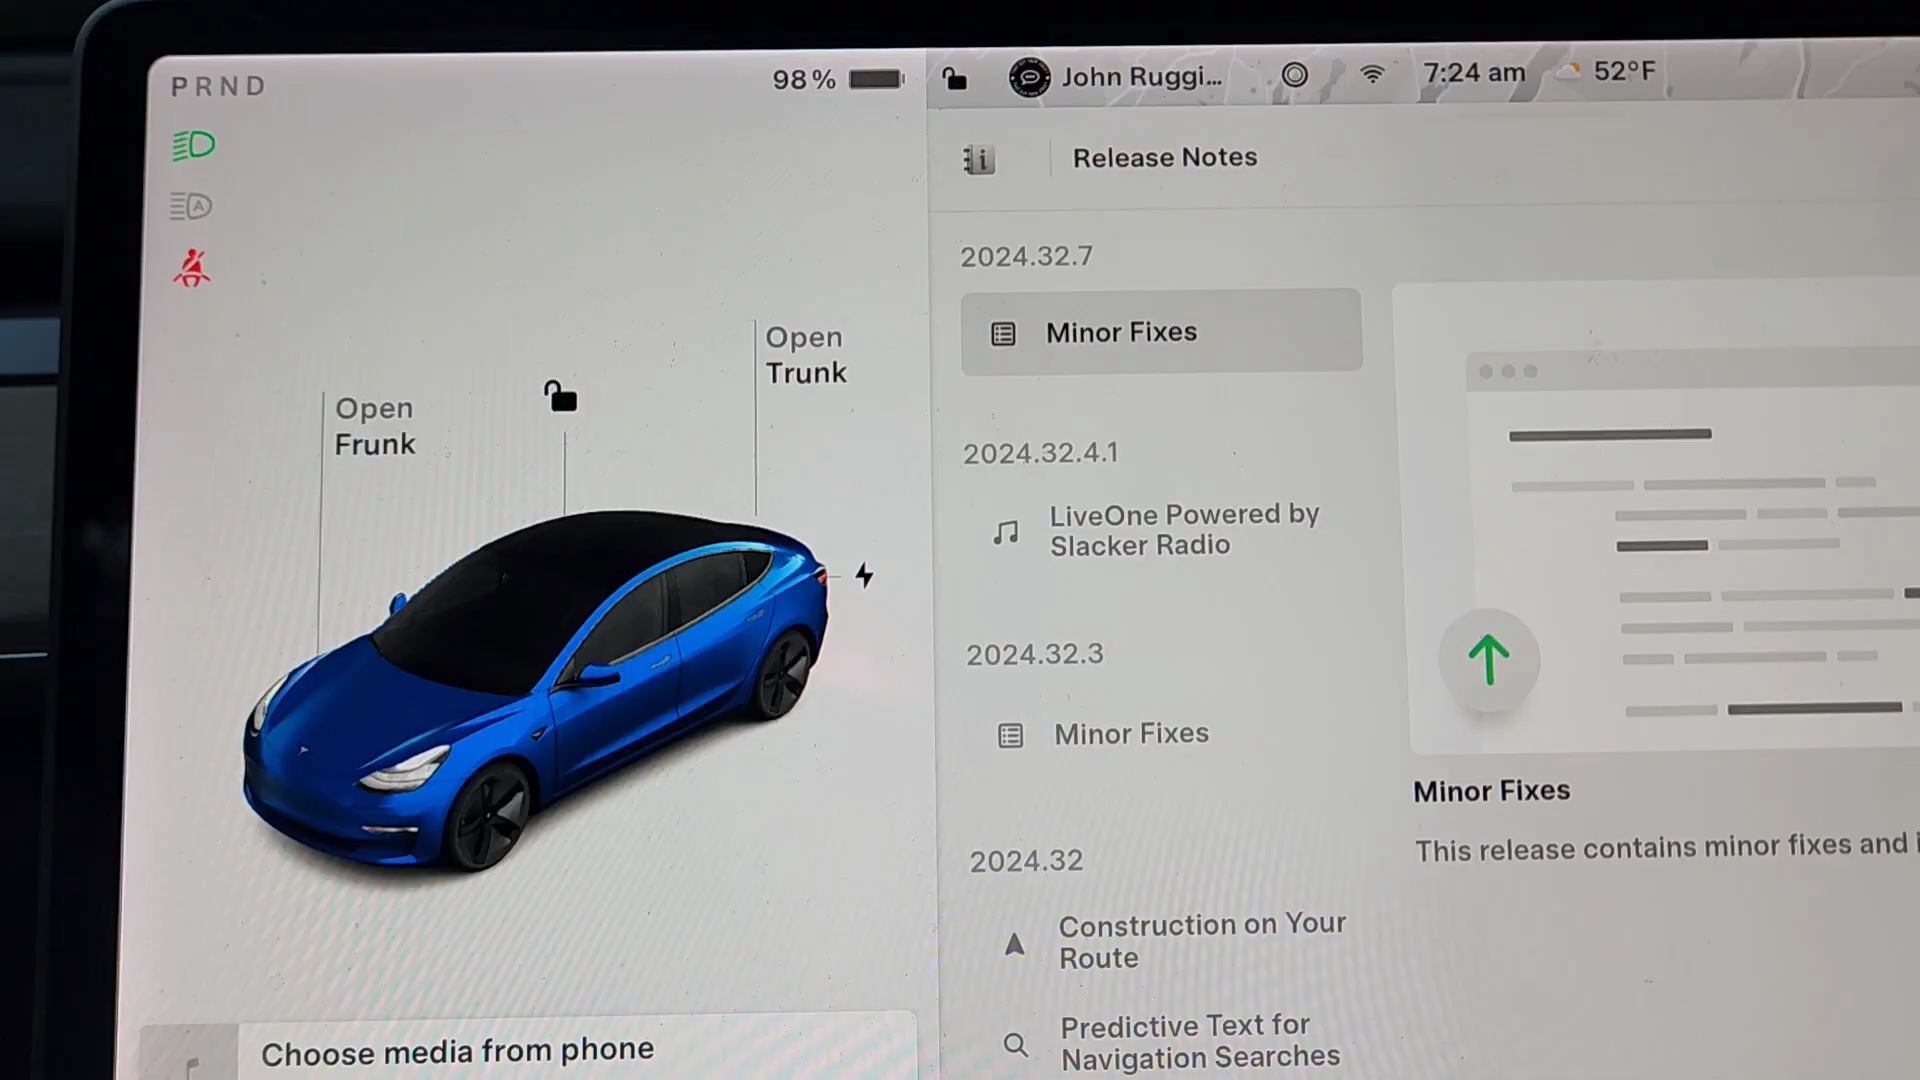 PRND
98%
John Ruggi...
7:24 am
52°F
Release Notes
2024.32.7
Minor Fixes
Open
Trunk
Open
Frunk
2024.32.4.1
LiveOne Powered by
Slacker Radio
2024.32.3
Minor Fixes
Minor Fixes
This release contains minor fixes and
2024.32
Construction on Your
Route
Predictive Text for
Navigation Searches
Choose media from phone